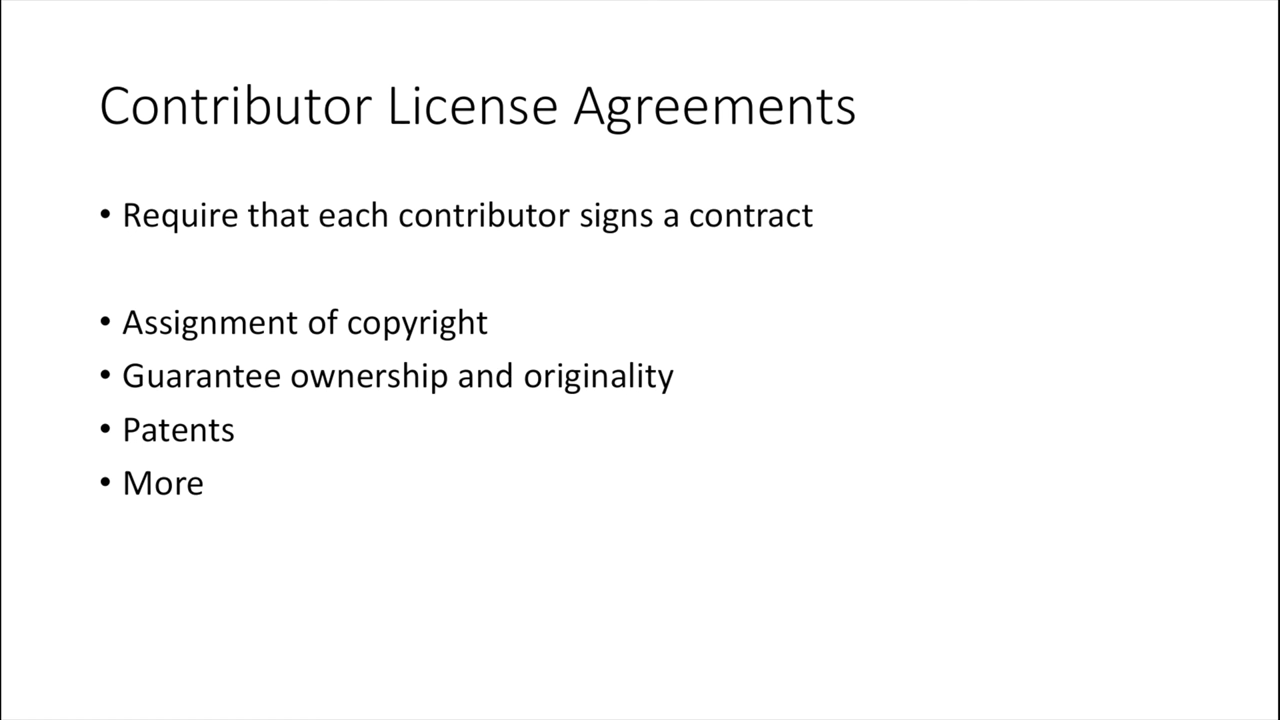 Contributor License Agreements
• Require that each contributor signs a contract
• Assignment of copyright
• Guarantee ownership and originality
• Patents
• More